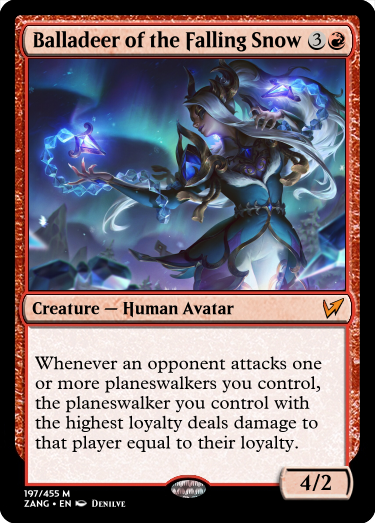 Balladeer of the Falling Snow 3
Creature — Human Avatar
Whenever an opponent attacks one
or more planeswalkers you control,
the planeswalker you control with
the highest loyalty deals damage to
that player equal to their loyalty.
4/2
197/455 M
ZANG • EN Denilve